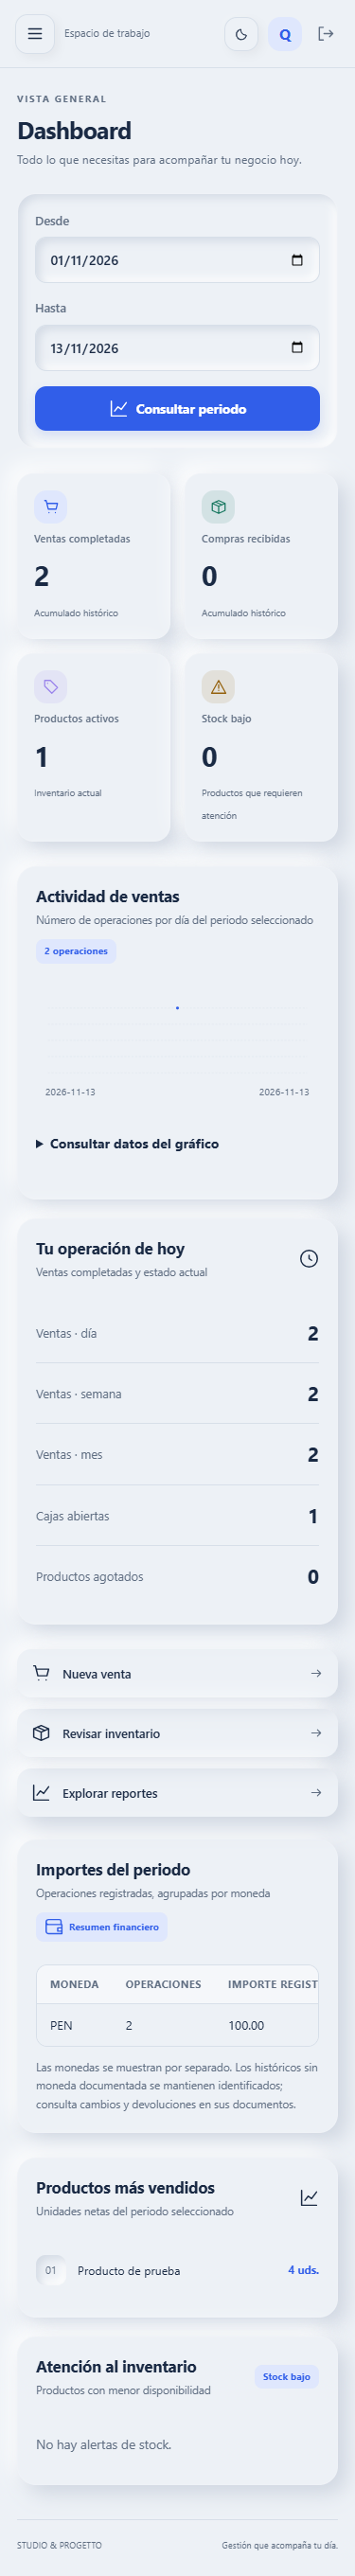 Espacio de trabajo
Q
VISTA GENERAL
Dashboard
Todo lo que necesitas para acompañar tu negocio hoy.
Desde
01/11/2026
Hasta
13/11/2026
Consultar periodo
Ventas completadas
2
Acumulado histórico
Compras recibidas
0
Acumulado histórico
Productos activos
1
Inventario actual
Stock bajo
0
Productos que requieren
atención
Actividad de ventas
Número de operaciones por día del periodo seleccionado
2 operaciones
2026-11-13 2026-11-13
Consultar datos del gráfico
Tu operación de hoy
Ventas completadas y estado actual
Ventas · día 2
Ventas · semana 2
Ventas · mes 2
Cajas abiertas 1
Productos agotados 0
Nueva venta
Revisar inventario
Explorar reportes
Importes del periodo
Operaciones registradas, agrupadas por moneda
Resumen financiero
MONEDA OPERACIONES IMPORTE REGIST
PEN 2 100.00
Las monedas se muestran por separado. Los históricos sin
moneda documentada se mantienen identificados;
consulta cambios y devoluciones en sus documentos.
Productos más vendidos
Unidades netas del periodo seleccionado
01 Producto de prueba 4 uds.
Atención al inventario
Productos con menor disponibilidad
Stock bajo
No hay alertas de stock.
STUDIO & PROGETTO Gestión que acompaña tu día.